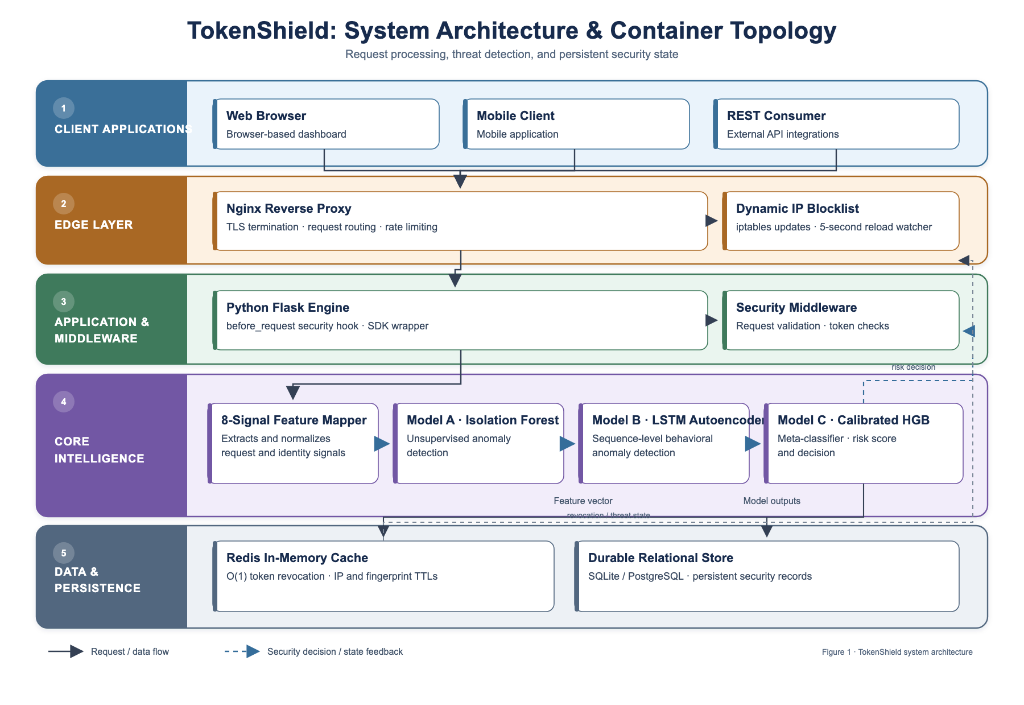 TokenShield: System Architecture & Container Topology
Request processing, threat detection, and persistent security state
1
CLIENT APPLICATIONS
Web Browser
Browser-based dashboard
Mobile Client
Mobile application
REST Consumer
External API integrations
2
EDGE LAYER
Nginx Reverse Proxy
TLS termination · request routing · rate limiting
Dynamic IP Blocklist
iptables updates · 5-second reload watcher
3
APPLICATION &
MIDDLEWARE
Python Flask Engine
before_request security hook · SDK wrapper
Security Middleware
Request validation · token checks
risk decision
4
CORE
INTELLIGENCE
8-Signal Feature Mapper
Extracts and normalizes
request and identity signals
Model A · Isolation Forest
Unsupervised anomaly
detection
Model B · LSTM Autoencoder
Sequence-level behavioral
anomaly detection
Model C · Calibrated HGB
Meta-classifier · risk score
and decision
Feature vector
Model outputs
revocation / threat state
5
DATA &
PERSISTENCE
Redis In-Memory Cache
O(1) token revocation · IP and fingerprint TTLs
Durable Relational Store
SQLite / PostgreSQL · persistent security records
Request / data flow
Security decision / state feedback
Figure 1 · TokenShield system architecture